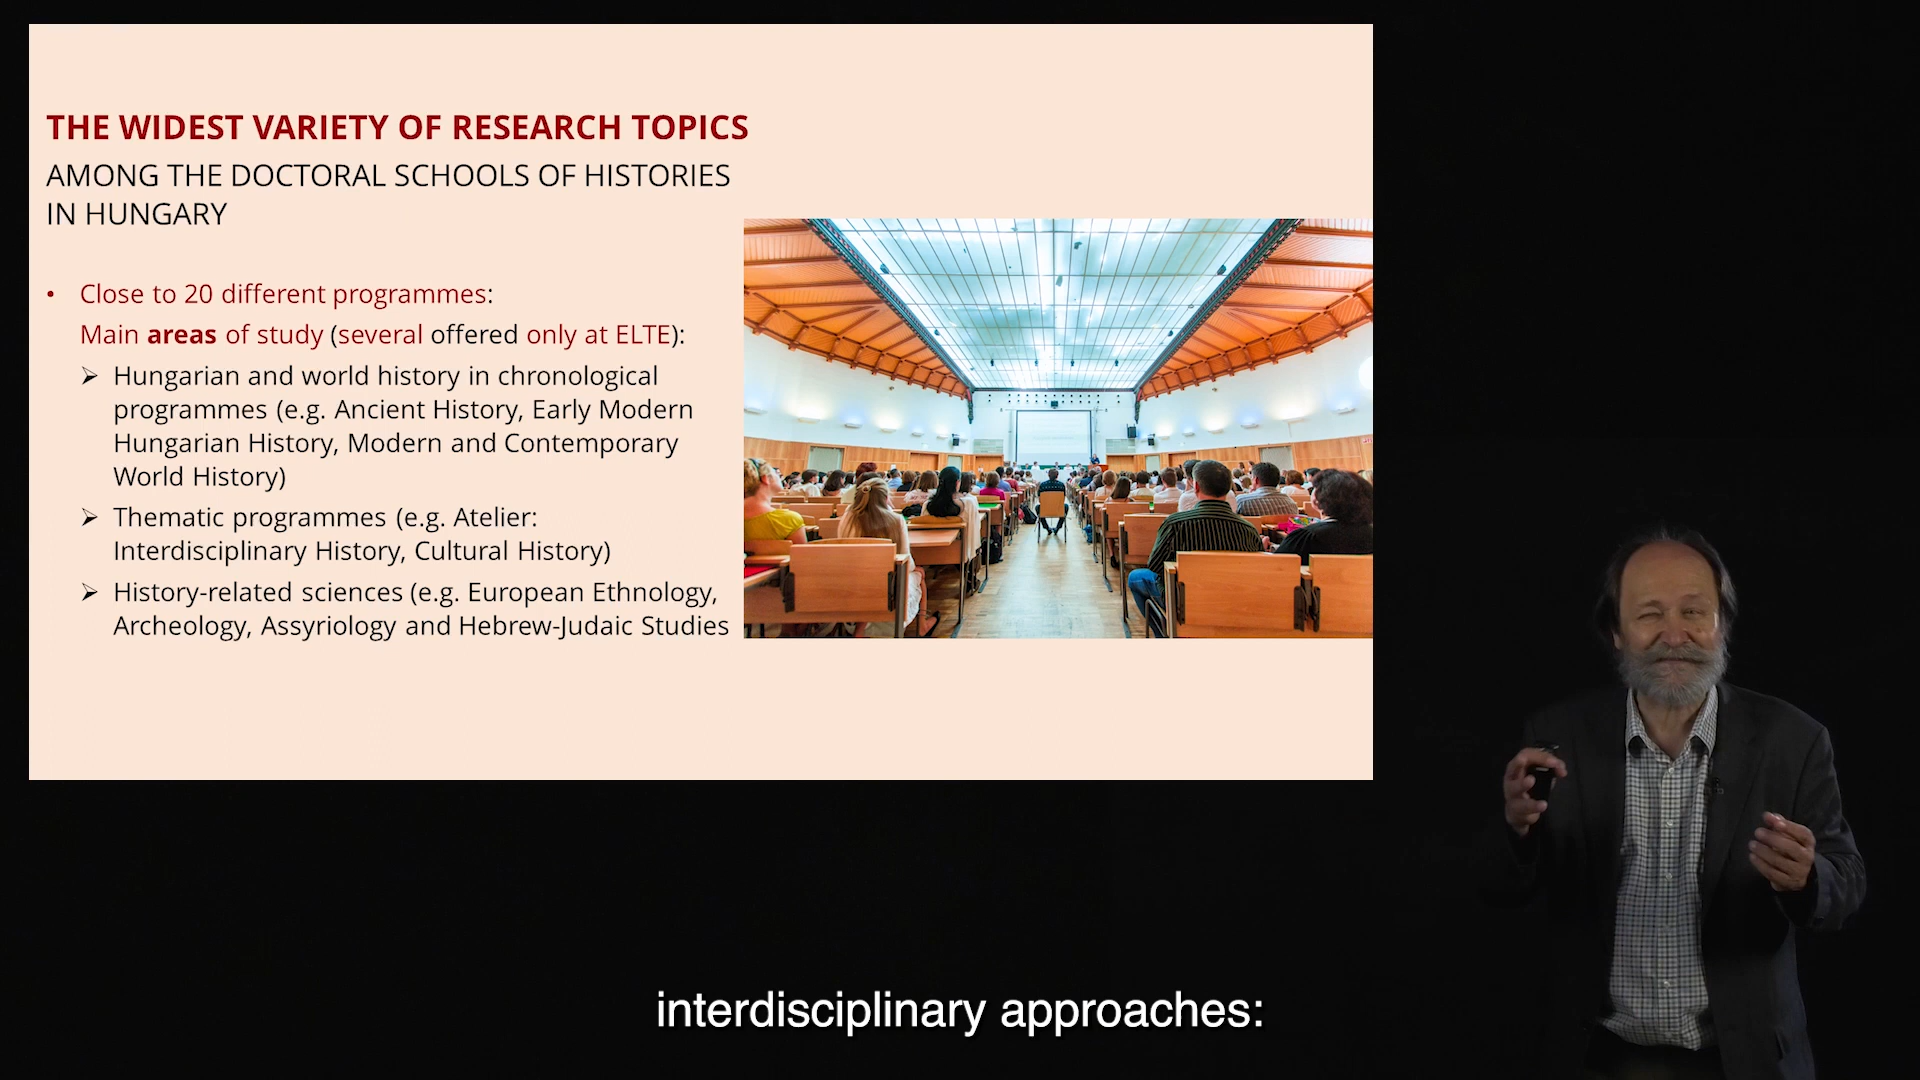 THE WIDEST VARIETY OF RESEARCH TOPICS
AMONG THE DOCTORAL SCHOOLS OF HISTORIES
IN HUNGARY
• Close to 20 different programmes:
Main areas of study (several offered only at ELTE):
➢ Hungarian and world history in chronological
programmes (e.g. Ancient History, Early Modern
Hungarian History, Modern and Contemporary
World History)
➢ Thematic programmes (e.g. Atelier:
Interdisciplinary History, Cultural History)
➢ History-related sciences (e.g. European Ethnology,
Archeology, Assyriology and Hebrew-Judaic Studies
interdisciplinary approaches: